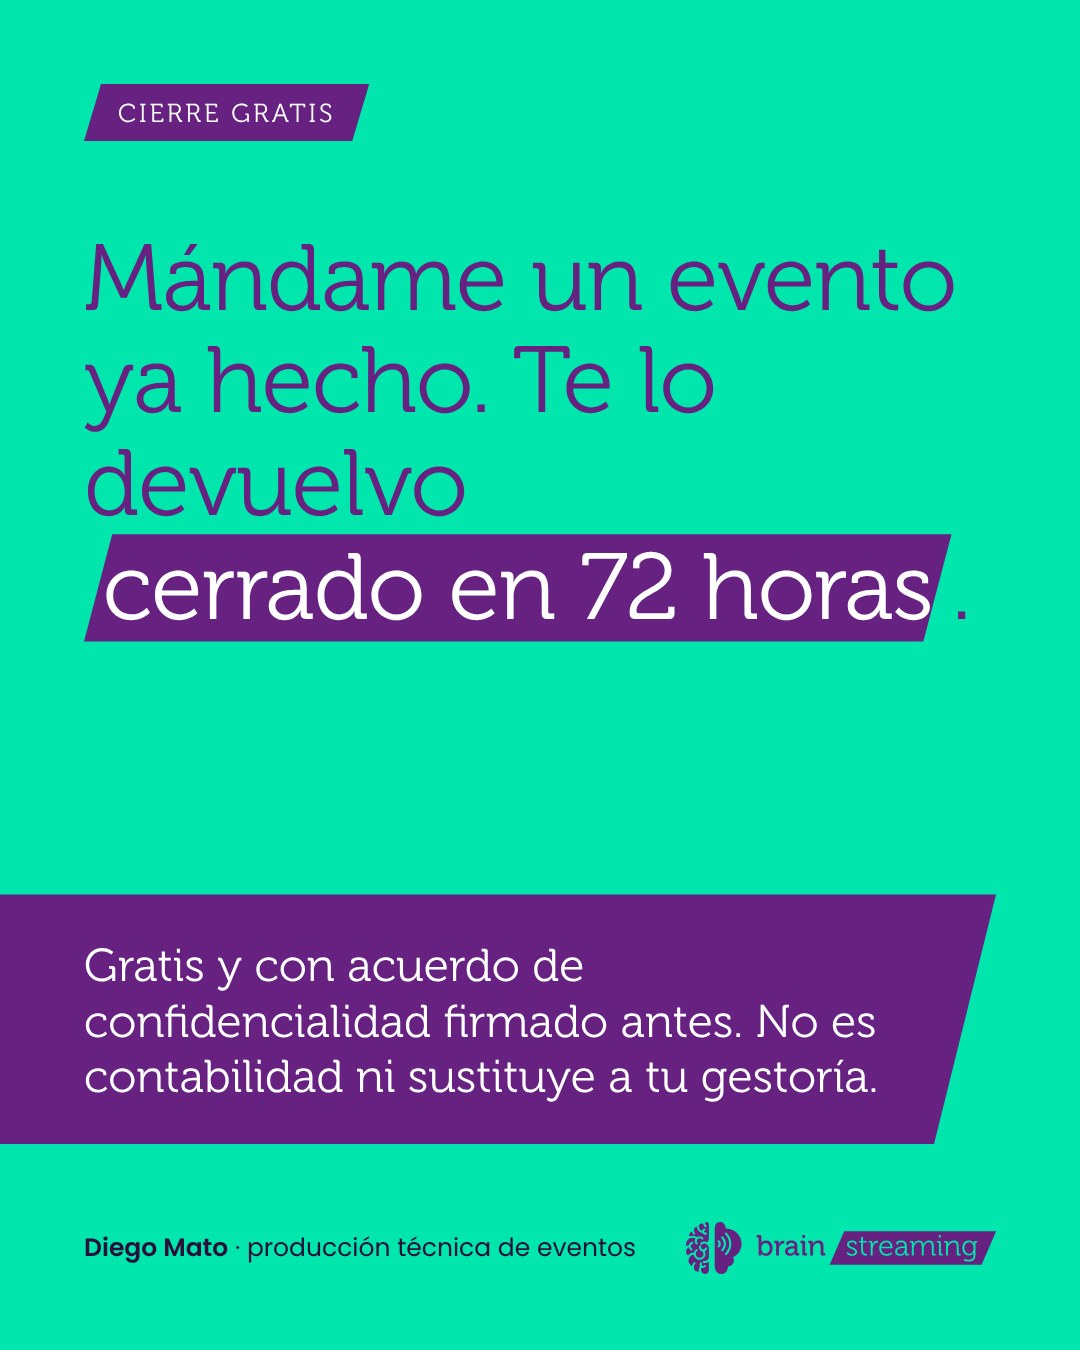 CIERRE GRATIS
Mándame un evento
ya hecho. Te lo
devuelvo
cerrado en 72 horas .
Gratis y con acuerdo de
confidencialidad firmado antes. No es
contabilidad ni sustituye a tu gestoría.
Diego Mato · producción técnica de eventos
brain streaming